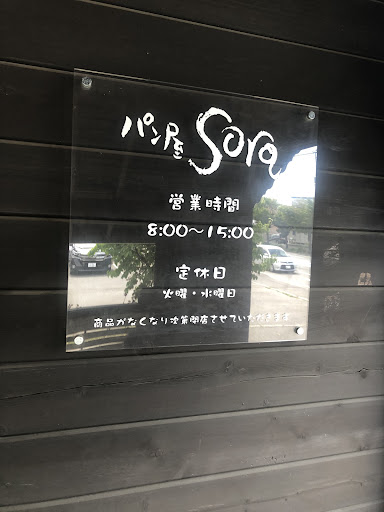 パン屋 Sora
営業時間
8:00〜15:00
定休日
火曜・水曜日
商品がなくなり次第閉店させていただきます